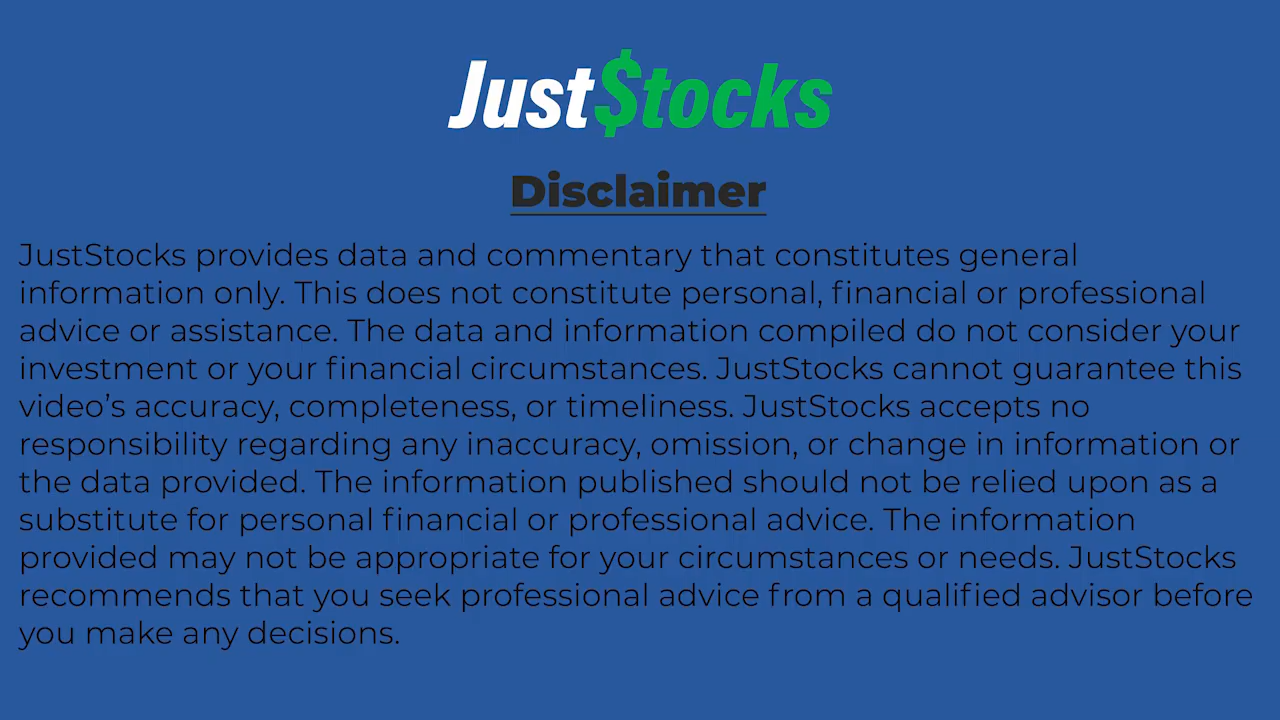 Just$tocks
Disclaimer
JustStocks provides data and commentary that constitutes general
information only. This does not constitute personal, financial or professional
advice or assistance. The data and information compiled do not consider your
investment or your financial circumstances. JustStocks cannot guarantee this
video’s accuracy, completeness, or timeliness. JustStocks accepts no
responsibility regarding any inaccuracy, omission, or change in information or
the data provided. The information published should not be relied upon as a
substitute for personal financial or professional advice. The information
provided may not be appropriate for your circumstances or needs. JustStocks
recommends that you seek professional advice from a qualified advisor before
you make any decisions.